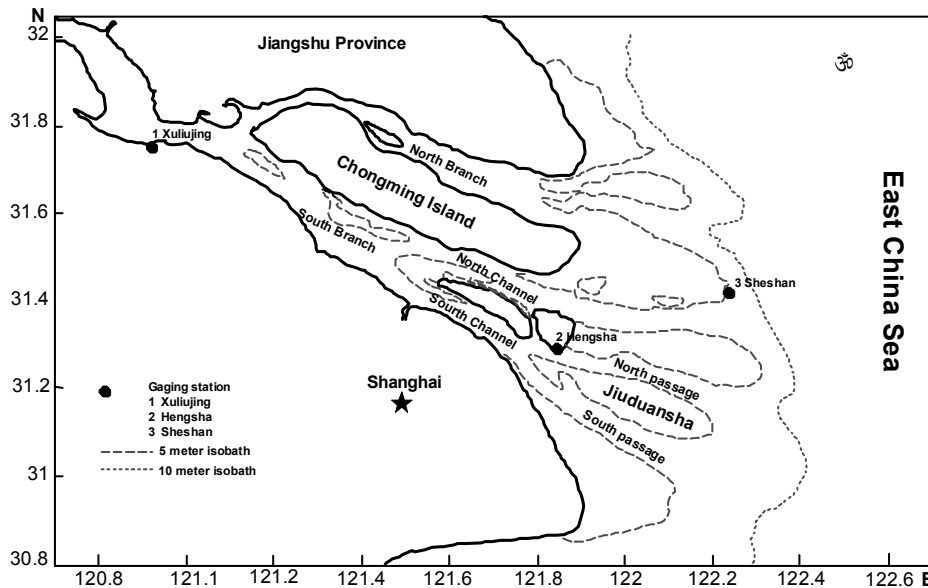 N
32
31.8
31.6
31.4
31.2
31
30.8
Jiangshu Province
ॐ
1 Xuliujing
North Branch
Chongming Island
South Branch
North Channel
East China Sea
3 Sheshan
Sourth Channel
2 Hengsha
North passage
Shanghai
Jiuduansha
South passage
Gaging station
1 Xuliujing
2 Hengsha
3 Sheshan
5 meter isobath
10 meter isobath
120.8 121.1 121.2 121.4 121.6 121.8 122 122.2 122.4 122.6 E